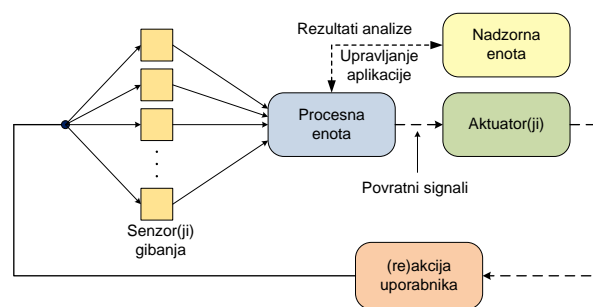 Rezultati analize
Upravljanje
aplikacije
Nadzorna
enota
Procesna
enota
Aktuator(ji)
Povratni signali
Senzor(ji)
gibanja
(re)akcija
uporabnika